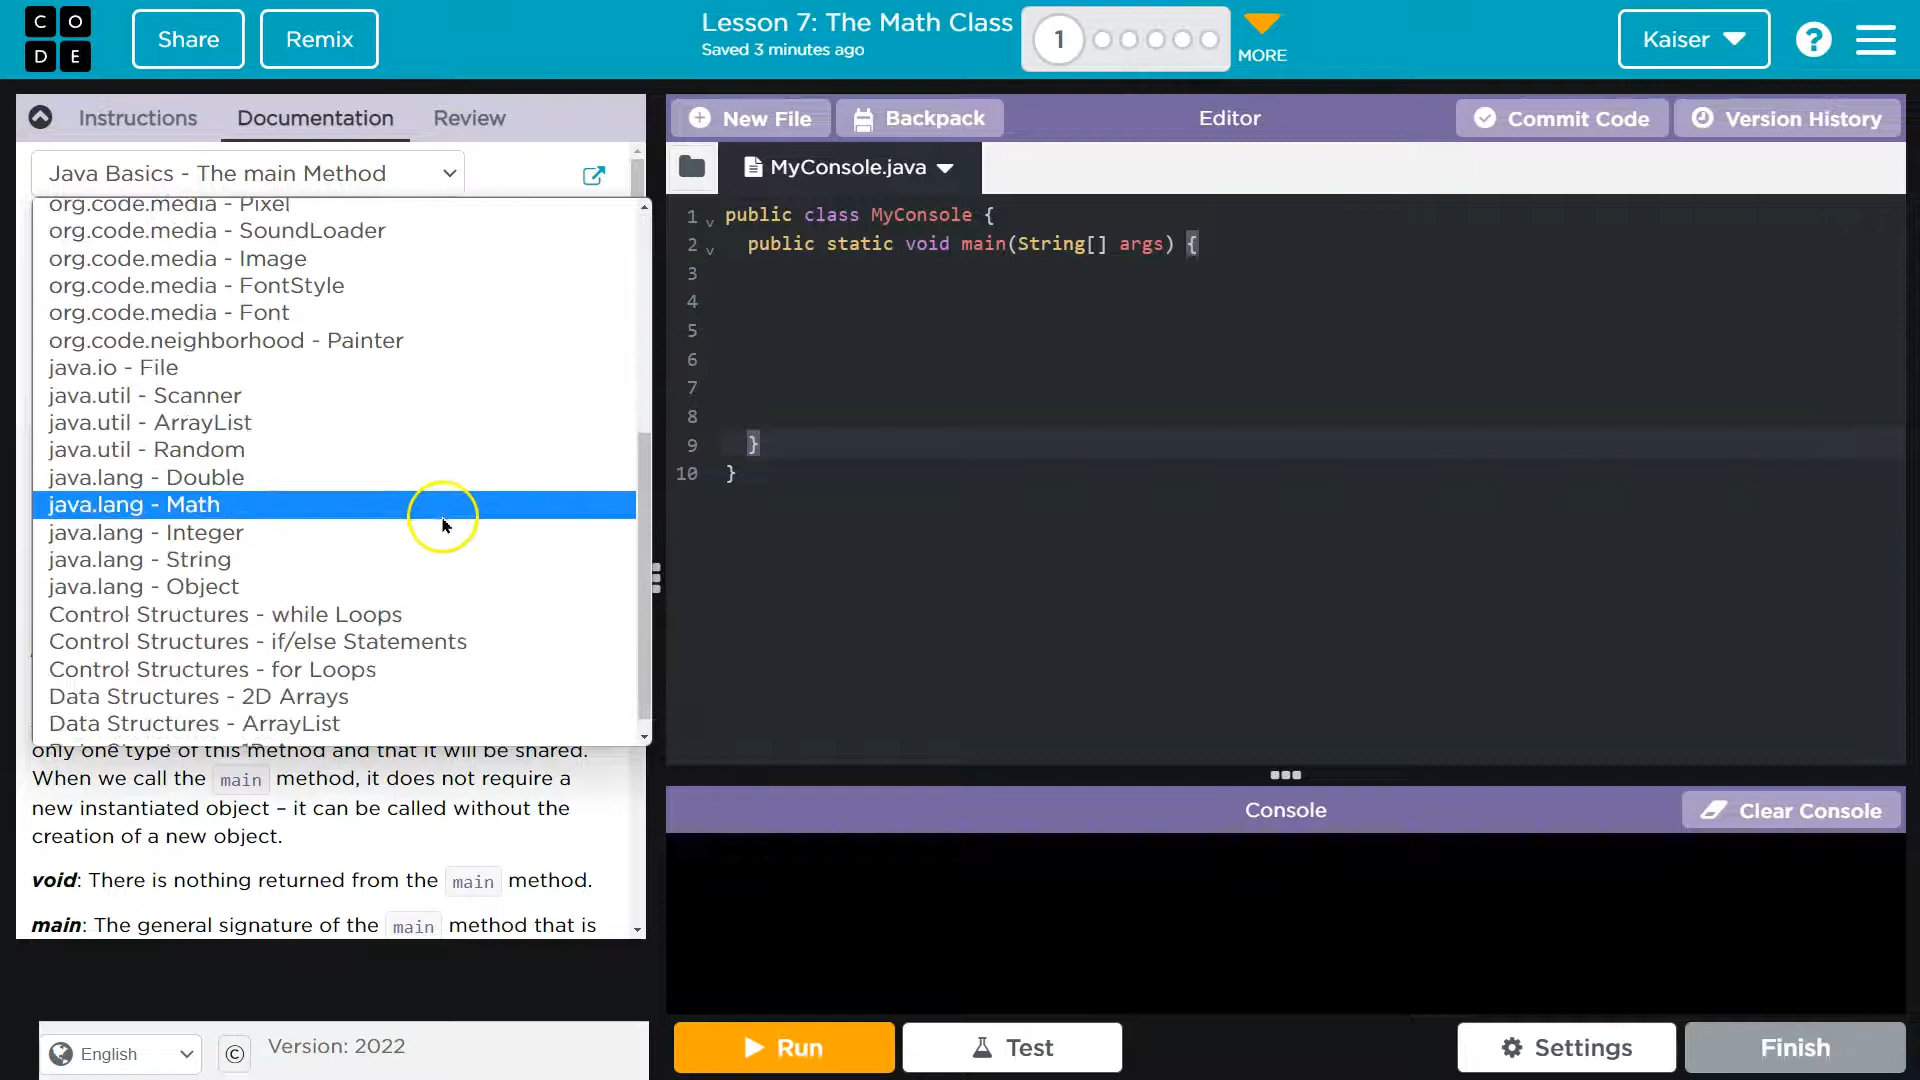 C O D E
Share
Remix
Lesson 7: The Math Class
Saved 3 minutes ago
1
MORE
Kaiser
?
Instructions
Documentation
Review
New File
Backpack
Editor
Commit Code
Version History
Java Basics - The main Method
MyConsole.java
org.code.media - Pixel
org.code.media - SoundLoader
org.code.media - Image
org.code.media - FontStyle
org.code.media - Font
org.code.neighborhood - Painter
java.io - File
java.util - Scanner
java.util - ArrayList
java.util - Random
java.lang - Double
java.lang - Math
java.lang - Integer
java.lang - String
java.lang - Object
Control Structures - while Loops
Control Structures - if/else Statements
Control Structures - for Loops
Data Structures - 2D Arrays
Data Structures - ArrayList
only one type of this method and that it will be shared.
When we call the main method, it does not require a
new instantiated object – it can be called without the
creation of a new object.
void: There is nothing returned from the main method.
main: The general signature of the main method that is
1 public class MyConsole {
2 public static void main(String[] args) {
3
4
5
6
7
8
9 }
10 }
Console
Clear Console
English
©
Version: 2022
Run
Test
Settings
Finish